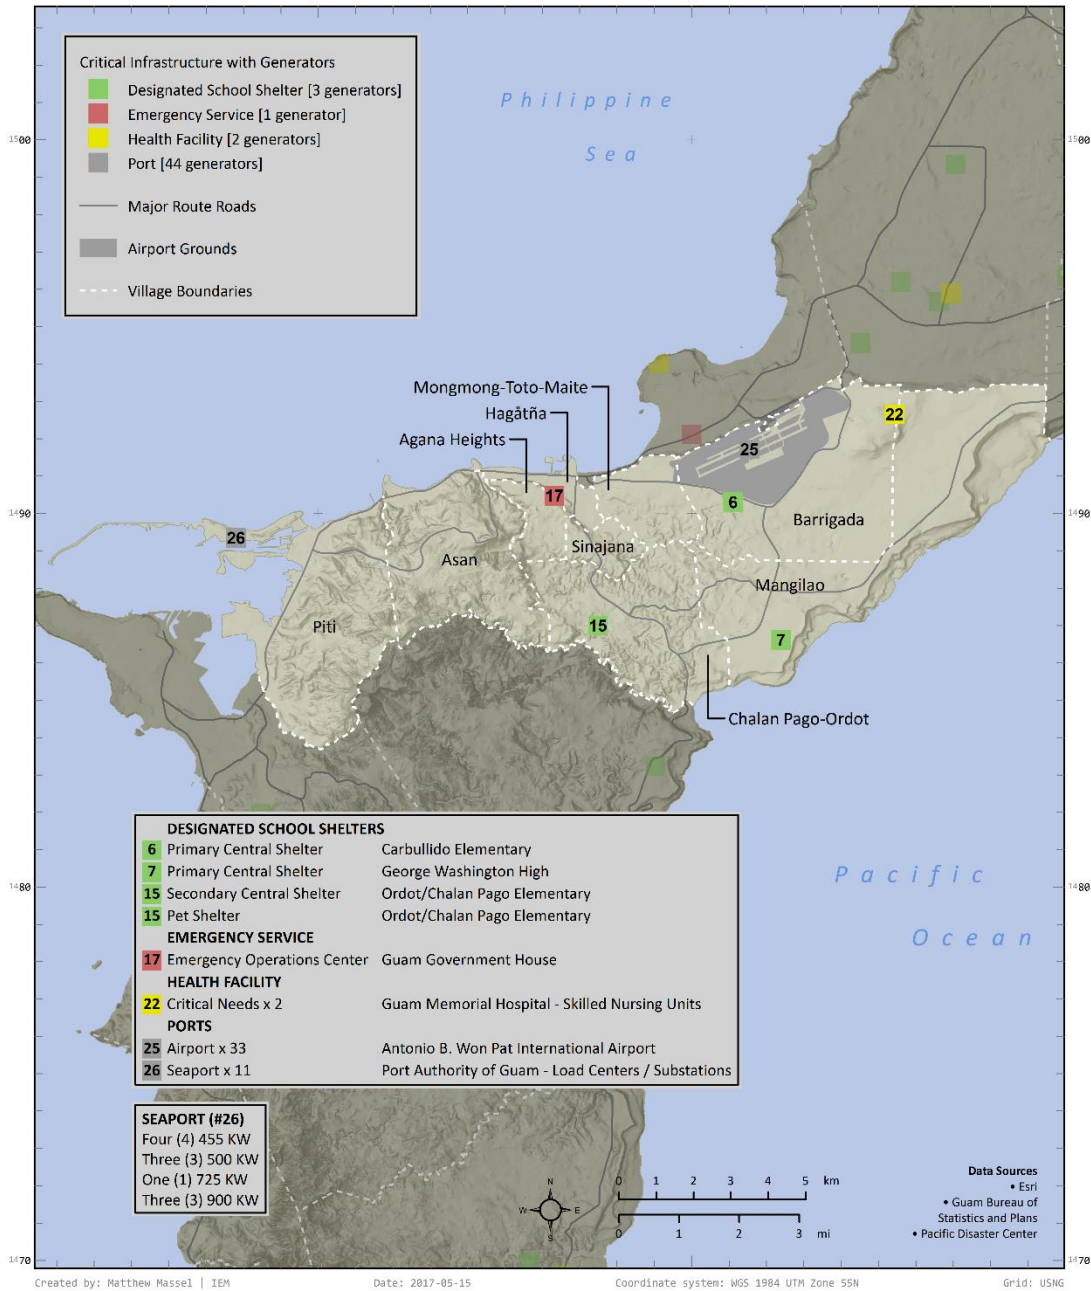 Critical Infrastructure with Generators
Designated School Shelter [3 generators]
Emergency Service [1 generator]
Health Facility [2 generators]
Port [44 generators]
Major Route Roads
Airport Grounds
Village Boundaries
Philippine
Sea
1500
1500
Mongmong-Toto-Maite
Hagåtña
Agana Heights
22
25
17
6
1490
1490
26
Barrigada
Sinajana
Asan
Mangilao
Piti
15
7
Chalan Pago-Ordot
DESIGNATED SCHOOL SHELTERS
6 Primary Central Shelter Carbullido Elementary
7 Primary Central Shelter George Washington High
15 Secondary Central Shelter Ordot/Chalan Pago Elementary
15 Pet Shelter Ordot/Chalan Pago Elementary
EMERGENCY SERVICE
17 Emergency Operations Center Guam Government House
HEALTH FACILITY
22 Critical Needs x 2 Guam Memorial Hospital - Skilled Nursing Units
PORTS
25 Airport x 33 Antonio B. Won Pat International Airport
26 Seaport x 11 Port Authority of Guam - Load Centers / Substations
1480
1480
Pacific
Ocean
SEAPORT (#26)
Four (4) 455 KW
Three (3) 500 KW
One (1) 725 KW
Three (3) 900 KW
N
W E
S
0 1 2 3 4 5 km
0 1 2 3 mi
Data Sources
• Esri
• Guam Bureau of
Statistics and Plans
• Pacific Disaster Center
1470
1470
Created by: Matthew Massel | IEM Date: 2017-05-15 Coordinate system: WGS 1984 UTM Zone 55N Grid: USNG